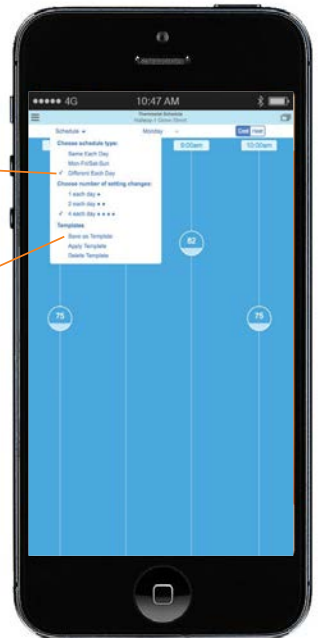 4G 10:47 AM
Thermostat Schedule
Schedule Monday Cool Heat
Choose schedule type:
Same Each Day
Mon-Fri/Sat-Sun
✓ Different Each Day
Choose number of setting changes:
1 each day
2 each day
✓ 4 each day
Templates
Save as Template
Apply Template
Delete Template
9:00am 10:00am
82
75 75